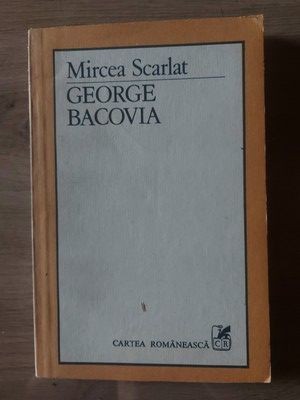 Mircea Scarlat
GEORGE
BACOVIA
CARTEA ROMÂNEASCĂ
CR